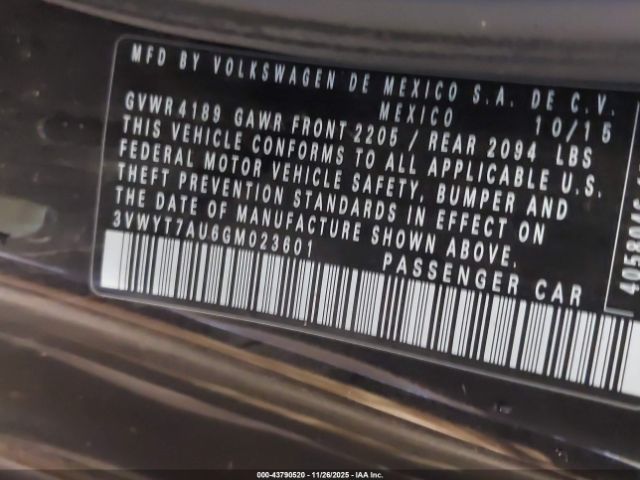 MFD BY VOLKSWAGEN DE MEXICO S.A. DE C.V.
MEXICO 10/15
GVWR 4189 GAWR FRONT 2205 / REAR 2094 LBS
THIS VEHICLE CONFORMS TO ALL APPLICABLE U.S.
FEDERAL MOTOR VEHICLE SAFETY, BUMPER AND
THEFT PREVENTION STANDARDS IN EFFECT ON
THE DATE OF MANUFACTURE SHOWN ABOVE.
3VWYT7AU6GM023601 PASSENGER CAR
000-43790520 - 11/26/2025 - IAA Inc.